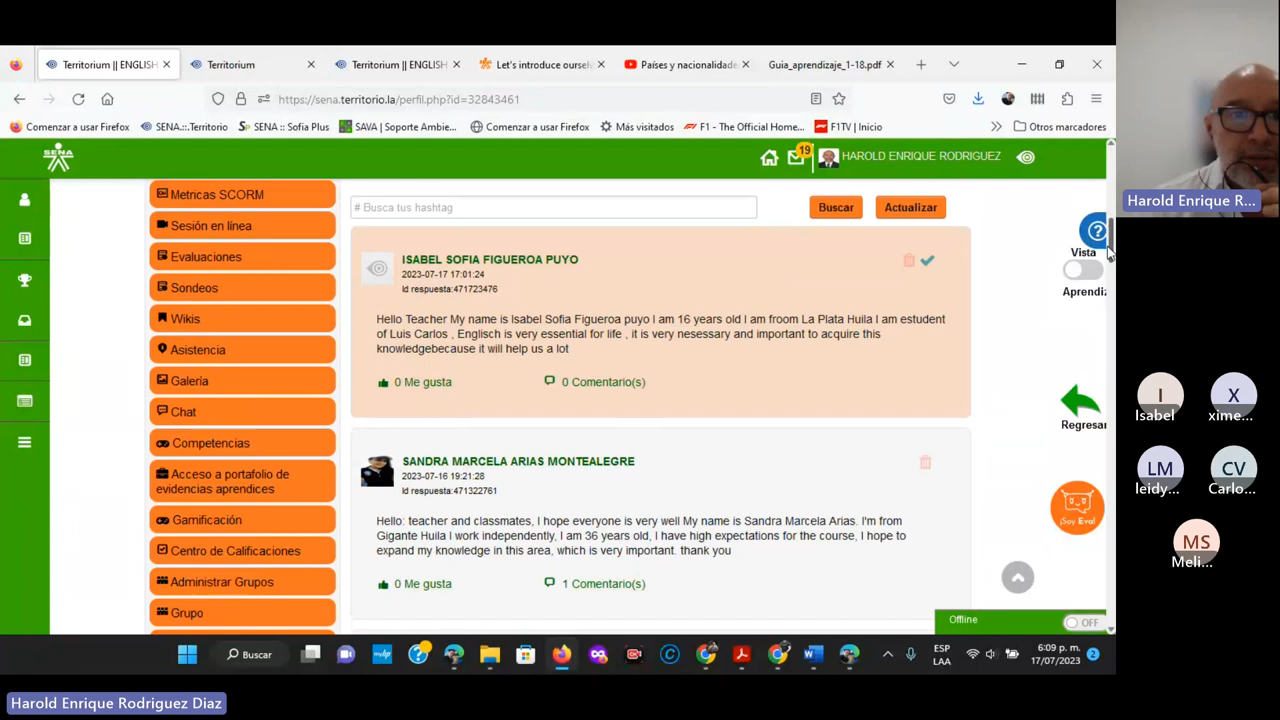 Territorium || ENGLISH
Territorium
Territorium || ENGLISH
Let's introduce oursel
Países y nacionalidade
Guia_aprendizaje_1-18.pdf
https://sena.territorio.la/perfil.php?id=32843461
Comenzar a usar Firefox
SENA.::.Territorio
SENA :: Sofia Plus
SAVA | Soporte Ambie...
Comenzar a usar Firefox
Más visitados
F1 - The Official Home...
F1TV | Inicio
Otros marcadores
SENA
19
HAROLD ENRIQUE RODRIGUEZ
Metricas SCORM
Sesión en línea
Evaluaciones
Sondeos
Wikis
Asistencia
Galería
Chat
Competencias
Acceso a portafolio de
evidencias aprendices
Gamificación
Centro de Calificaciones
Administrar Grupos
Grupo
# Busca tus hashtag
Buscar
Actualizar
ISABEL SOFIA FIGUEROA PUYO
2023-07-17 17:01:24
Id respuesta:471723476
Hello Teacher My name is Isabel Sofia Figueroa puyo I am 16 years old I am froom La Plata Huila I am estudent
of Luis Carlos , Englisch is very essential for life , it is very nesessary and important to acquire this
knowledgebecause it will help us a lot
0 Me gusta
0 Comentario(s)
SANDRA MARCELA ARIAS MONTEALEGRE
2023-07-16 19:21:28
Id respuesta:471322761
Hello: teacher and classmates, I hope everyone is very well My name is Sandra Marcela Arias. I'm from
Gigante Huila I work independently, I am 36 years old, I have high expectations for the course, I hope to
expand my knowledge in this area, which is very important. thank you
0 Me gusta
1 Comentario(s)
Vista
Aprendiz
Regresar
¡Soy Eva!
Offline
OFF
Buscar
ESP
LAA
6:09 p. m.
17/07/2023
2
Harold Enrique R...
I
Isabel
X
xime...
LM
leidy...
CV
Carlo...
MS
Meli...
Harold Enrique Rodriguez Diaz